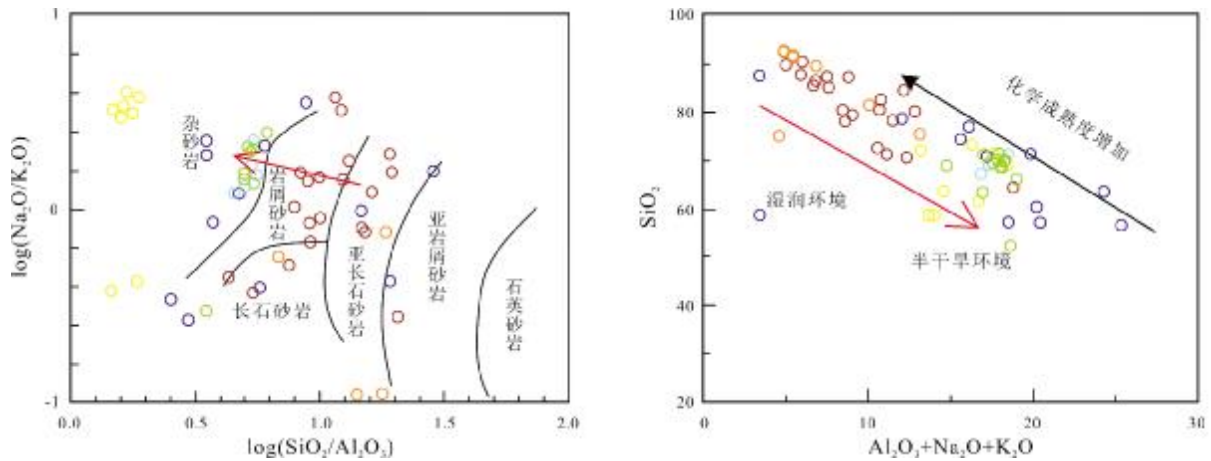 1
0
-1
log(Na₂O/K₂O)
0.0
0.5
1.0
1.5
2.0
log(SiO₂/Al₂O₃)
杂砂岩
岩屑砂岩
长石砂岩
亚长石砂岩
亚岩屑砂岩
石英砂岩
100
80
60
40
20
SiO₂
0
10
20
30
Al₂O₃+Na₂O+K₂O
化学成熟度增加
湿润环境
半干旱环境